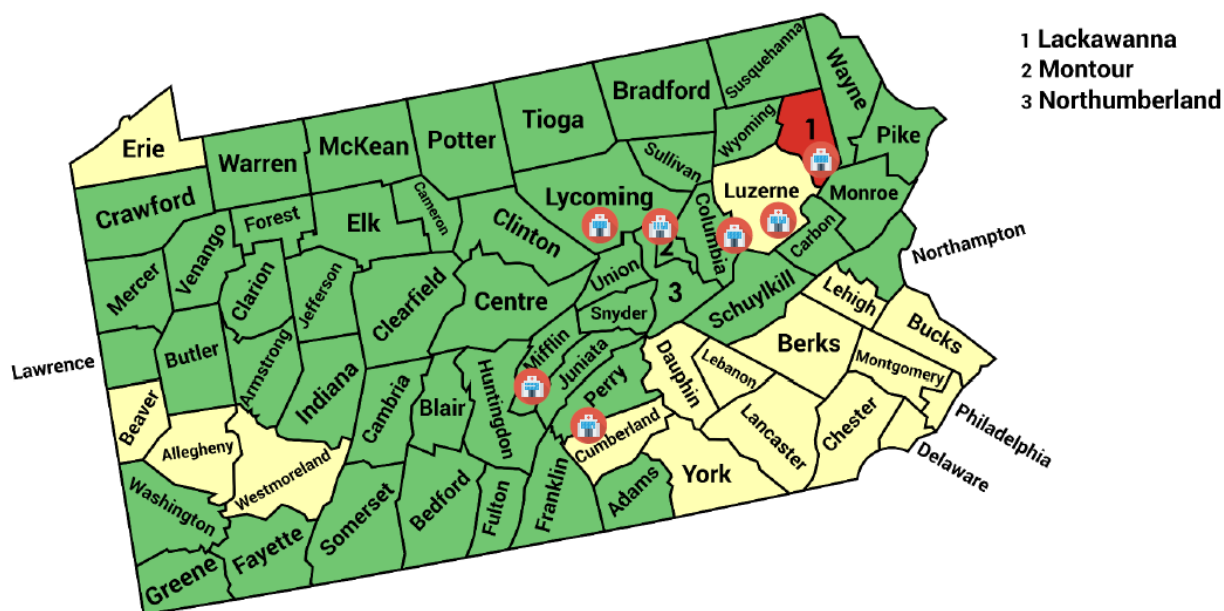 1 Lackawanna
2 Montour
3 Northumberland
Susquehanna
Wayne
Bradford
Tioga
Potter
McKean
Warren
Erie
Wyoming
1
Pike
Sullivan
Luzerne
Monroe
Crawford
Forest
Elk
Cameron
Clinton
Lycoming
2
Columbia
Carbon
Northampton
Mercer
Venango
Clarion
Jefferson
Clearfield
Centre
Union
Snyder
3
Schuylkill
Lehigh
Bucks
Lawrence
Butler
Armstrong
Indiana
Cambria
Blair
Huntingdon
Mifflin
Juniata
Perry
Dauphin
Lebanon
Berks
Montgomery
Philadelphia
Beaver
Allegheny
Westmoreland
Cumberland
Lancaster
Chester
Delaware
Washington
Greene
Fayette
Somerset
Bedford
Fulton
Franklin
Adams
York